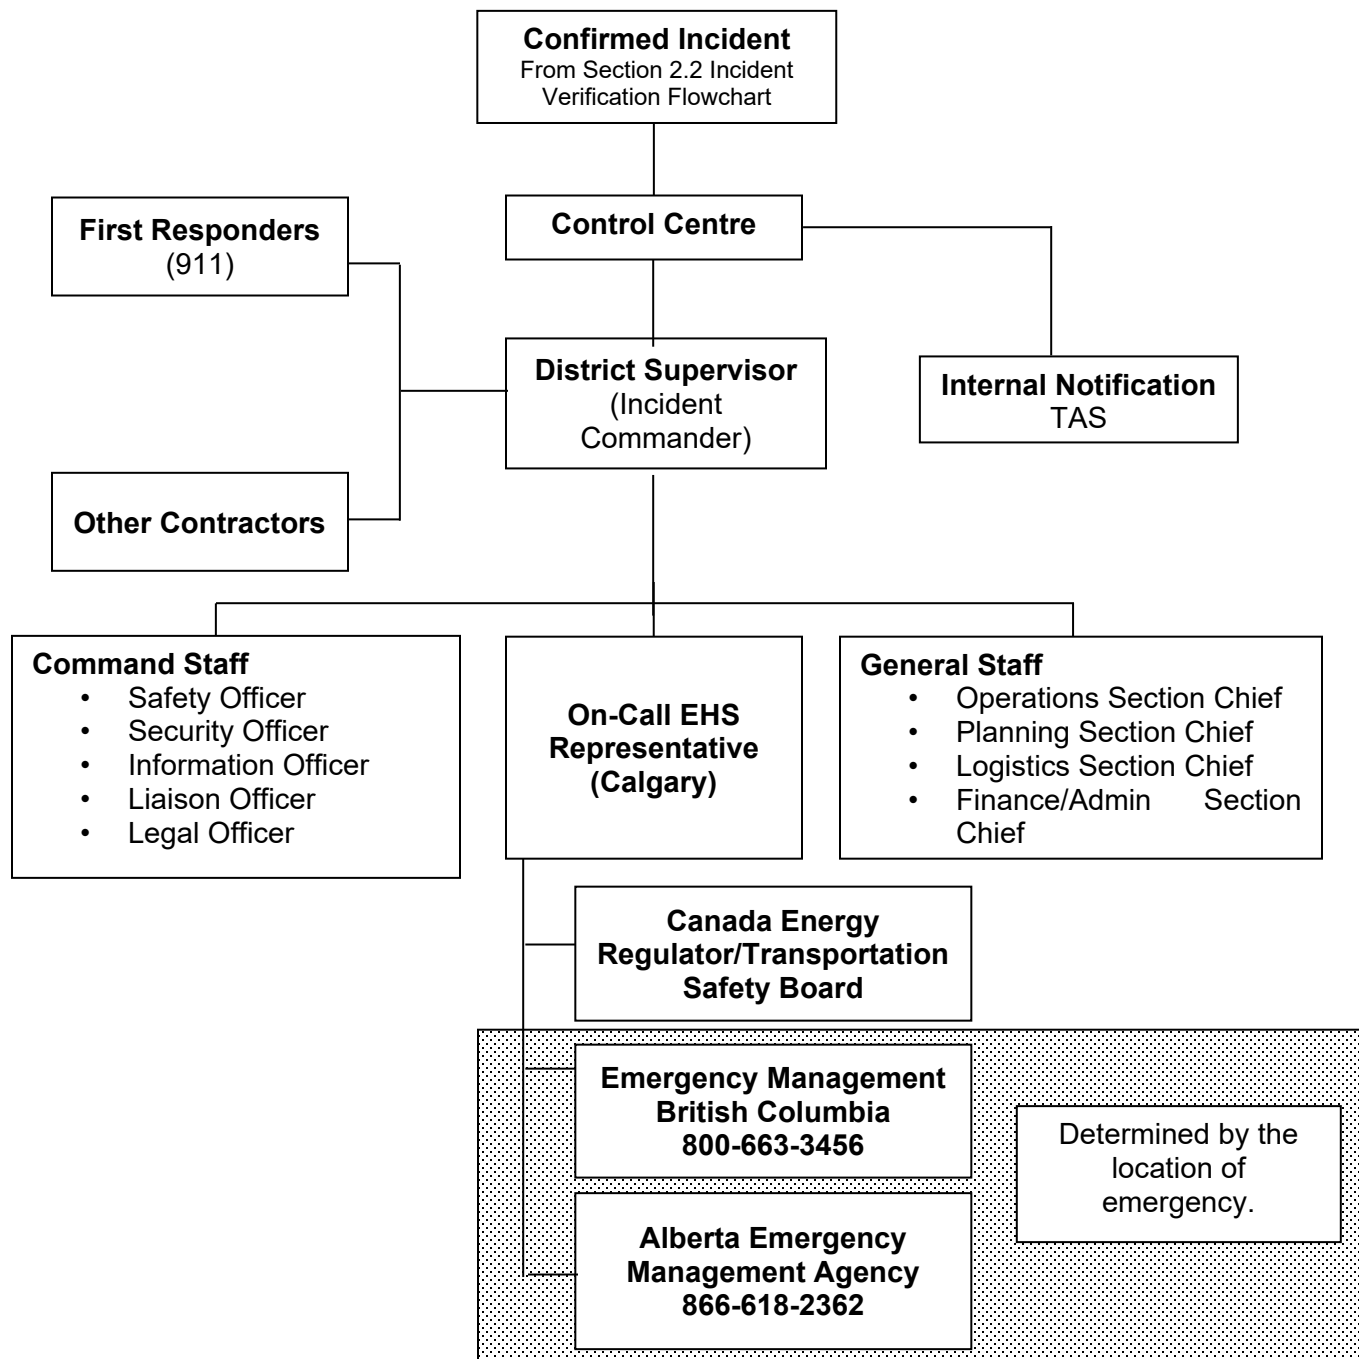 Confirmed Incident
From Section 2.2 Incident
Verification Flowchart
First Responders
(911)
Control Centre
District Supervisor
(Incident
Commander)
Internal Notification
TAS
Other Contractors
Command Staff
• Safety Officer
• Security Officer
• Information Officer
• Liaison Officer
• Legal Officer
On-Call EHS
Representative
(Calgary)
General Staff
• Operations Section Chief
• Planning Section Chief
• Logistics Section Chief
• Finance/Admin Section
Chief
Canada Energy
Regulator/Transportation
Safety Board
Emergency Management
British Columbia
800-663-3456
Determined by the
location of
emergency.
Alberta Emergency
Management Agency
866-618-2362